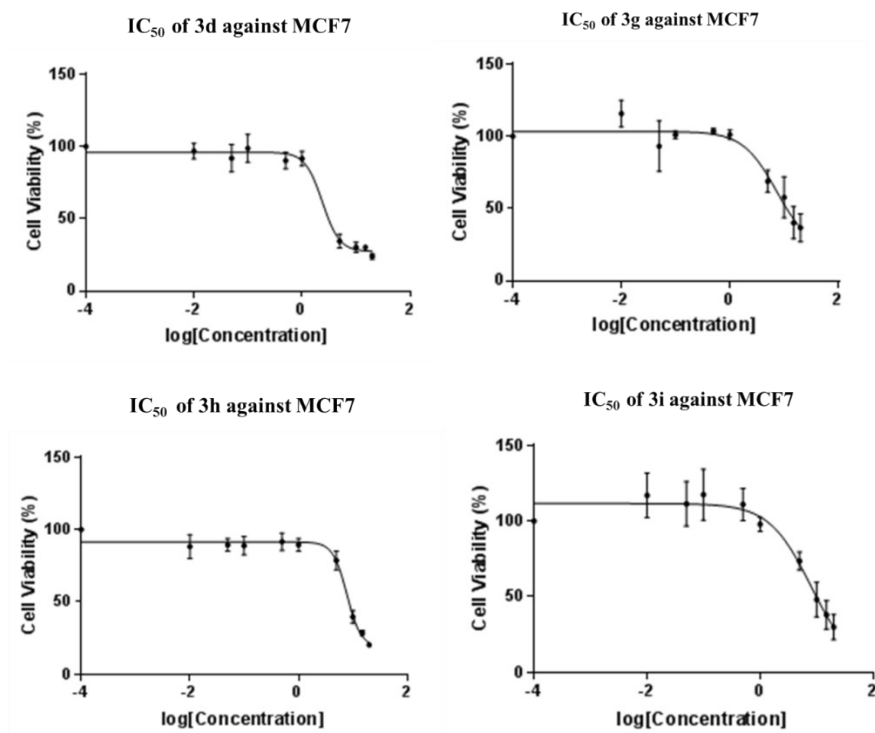 IC₅₀ of 3d against MCF7
150
100
50
0
Cell Viability (%)
-4
-2
0
2
log[Concentration]
IC₅₀ of 3g against MCF7
150
100
50
0
Cell Viability (%)
-4
-2
0
2
log[Concentration]
IC₅₀ of 3h against MCF7
150
100
50
0
Cell Viability (%)
-4
-2
0
2
log[Concentration]
IC₅₀ of 3i against MCF7
150
100
50
0
Cell Viability (%)
-4
-2
0
2
log[Concentration]